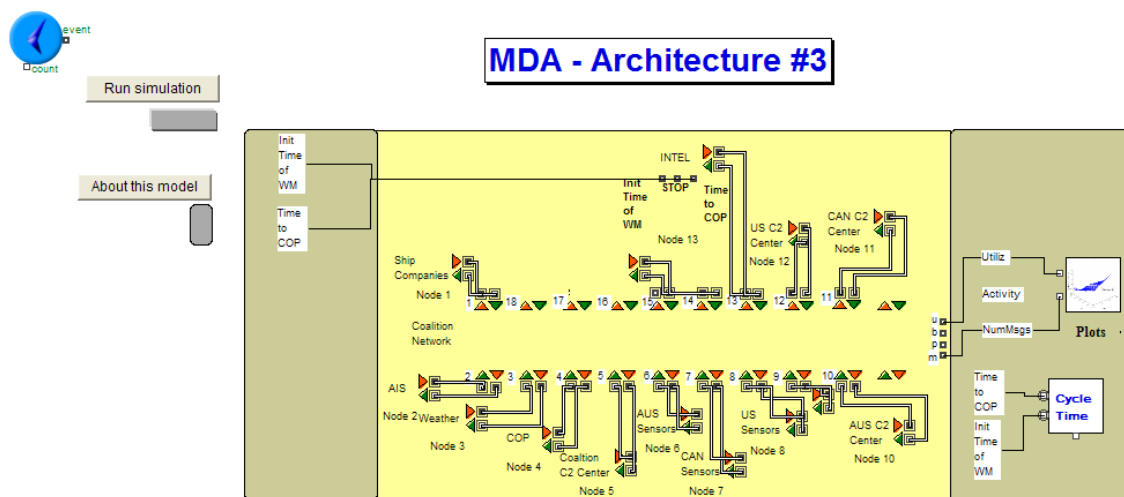 event
count
MDA - Architecture #3
Run simulation
About this model
Init
Time
of
WM
Time
to
COP
INTEL
STOP
Init
Time
of
WM
Time
to
COP
Node 13
US C2
Center
Node 12
CAN C2
Center
Node 11
Ship
Companies
Node 1
1
18
17
16
15
14
13
12
11
Coalition
Network
u
b
p
m
Utiliz
Activity
NumMsgs
Plots
2
3
4
5
6
7
8
9
10
AIS
Node 2
Weather
Node 3
COP
Node 4
Coaltion
C2 Center
Node 5
AUS
Sensors
Node 6
CAN
Sensors
Node 7
US
Sensors
Node 8
AUS C2
Center
Node 10
Time
to
COP
Init
Time
of
WM
Cycle
Time